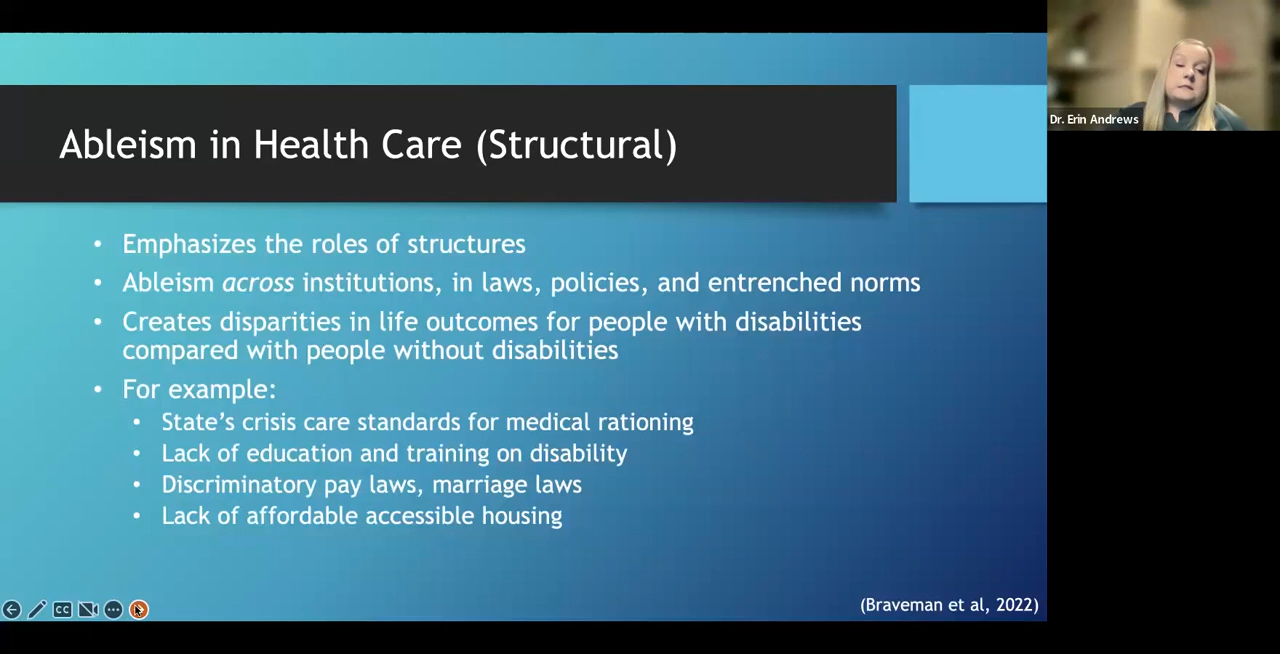 Ableism in Health Care (Structural)
Dr. Erin Andrews
• Emphasizes the roles of structures
• Ableism across institutions, in laws, policies, and entrenched norms
• Creates disparities in life outcomes for people with disabilities
compared with people without disabilities
• For example:
• State’s crisis care standards for medical rationing
• Lack of education and training on disability
• Discriminatory pay laws, marriage laws
• Lack of affordable accessible housing
CC
(Braveman et al, 2022)